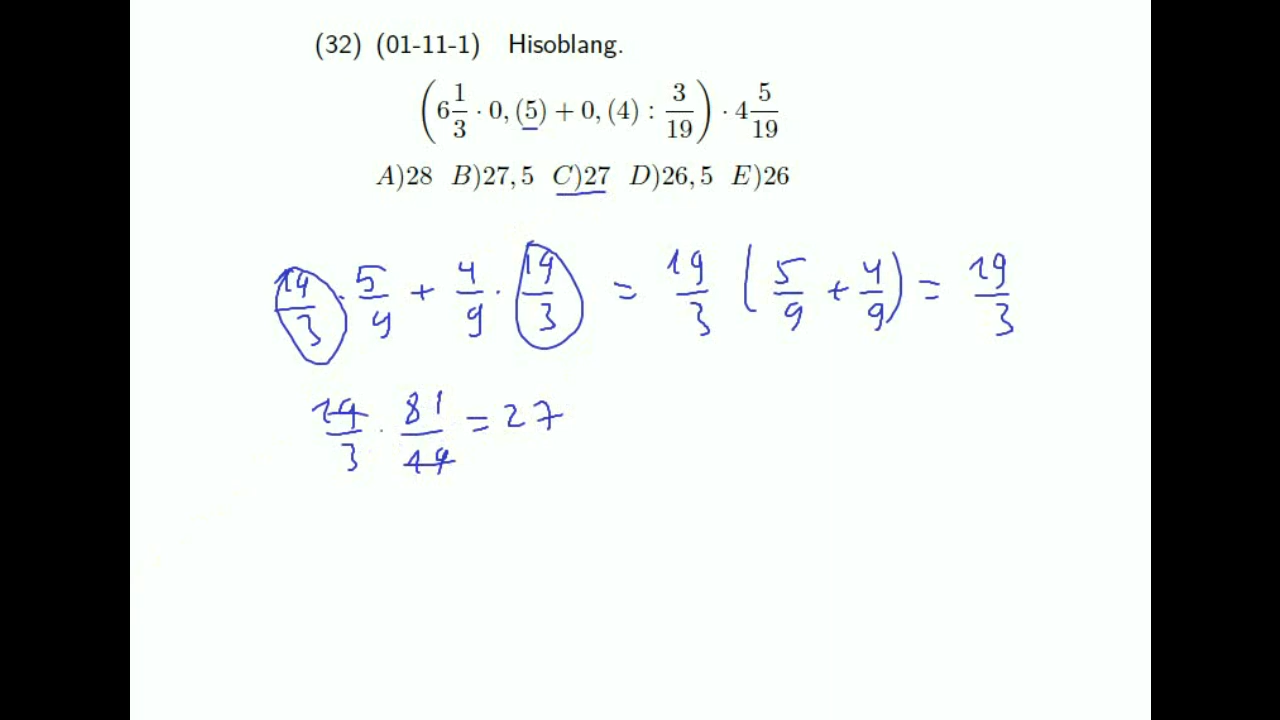 (32) (01-11-1) Hisoblang.
(6 1/3 · 0, (5) + 0, (4) : 3/19) · 4 5/19
A)28 B)27, 5 C)27 D)26, 5 E)26
19/3 · 5/9 + 4/9 · 19/3 = 19/3 (5/9 + 4/9) = 19/3
19/3 · 81/19 = 27